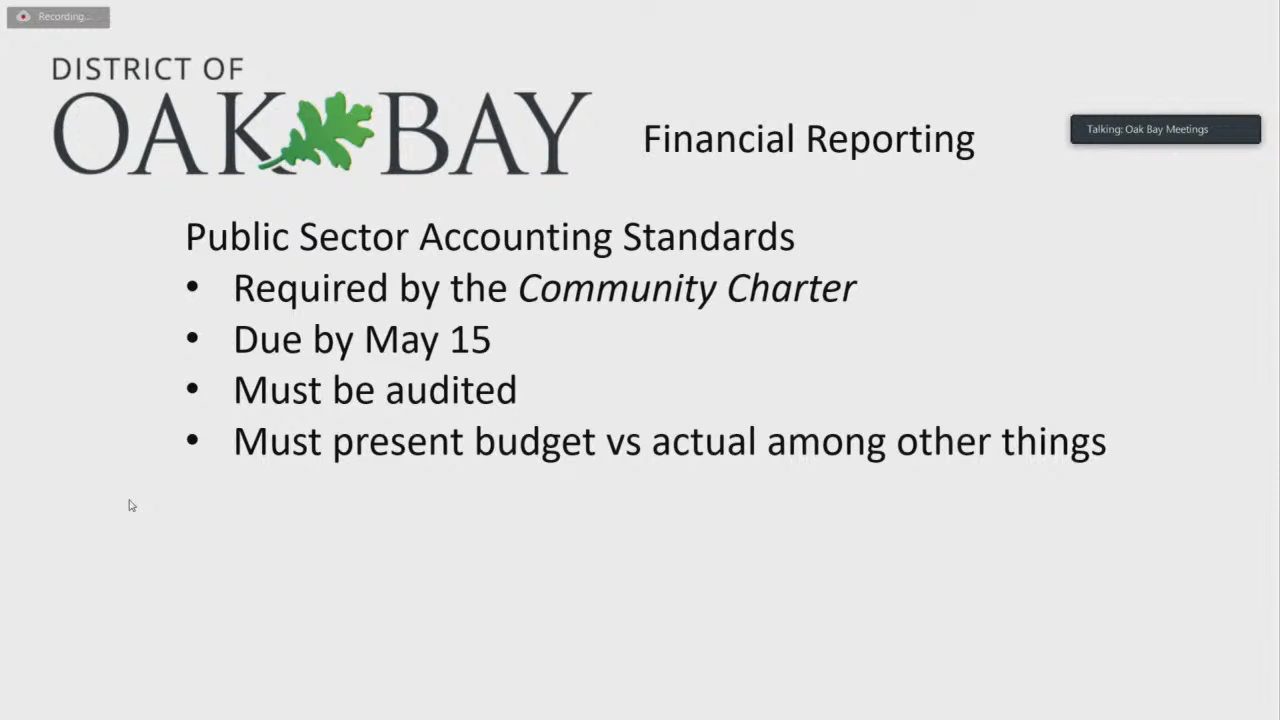 Recording...
DISTRICT OF
OAK BAY
Financial Reporting
Talking: Oak Bay Meetings
Public Sector Accounting Standards
• Required by the Community Charter
• Due by May 15
• Must be audited
• Must present budget vs actual among other things